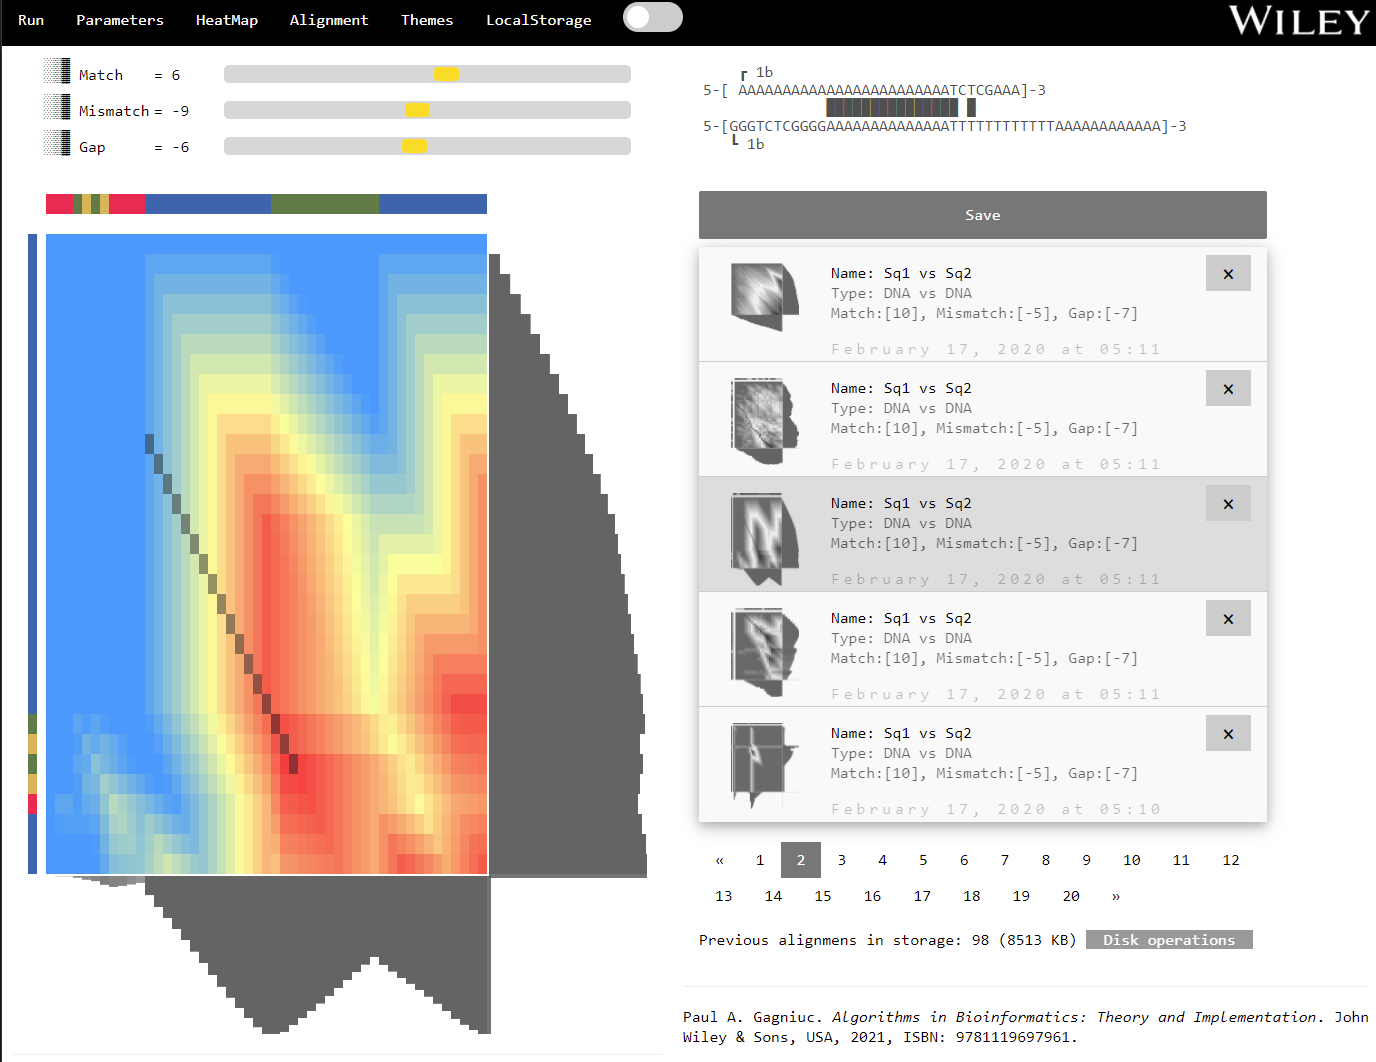 Run Parameters HeatMap Alignment Themes LocalStorage WILEY
Match = 6
Mismatch = -9
Gap = -6
1b
5-[ AAAAAAAAAAAAAAAAAAAAAAAATCTCGAAA]-3
5-[GGGTCTCGGGGAAAAAAAAAAAAAATTTTTTTTTTTTAAAAAAAAAAAA]-3
1b
Save
Name: Sq1 vs Sq2
Type: DNA vs DNA
Match:[10], Mismatch:[-5], Gap:[-7]
February 17, 2020 at 05:11
×
Name: Sq1 vs Sq2
Type: DNA vs DNA
Match:[10], Mismatch:[-5], Gap:[-7]
February 17, 2020 at 05:11
×
Name: Sq1 vs Sq2
Type: DNA vs DNA
Match:[10], Mismatch:[-5], Gap:[-7]
February 17, 2020 at 05:11
×
Name: Sq1 vs Sq2
Type: DNA vs DNA
Match:[10], Mismatch:[-5], Gap:[-7]
February 17, 2020 at 05:11
×
Name: Sq1 vs Sq2
Type: DNA vs DNA
Match:[10], Mismatch:[-5], Gap:[-7]
February 17, 2020 at 05:10
×
« 1 2 3 4 5 6 7 8 9 10 11 12
13 14 15 16 17 18 19 20 »
Previous alignmens in storage: 98 (8513 KB) Disk operations
Paul A. Gagniuc. Algorithms in Bioinformatics: Theory and Implementation. John
Wiley & Sons, USA, 2021, ISBN: 9781119697961.